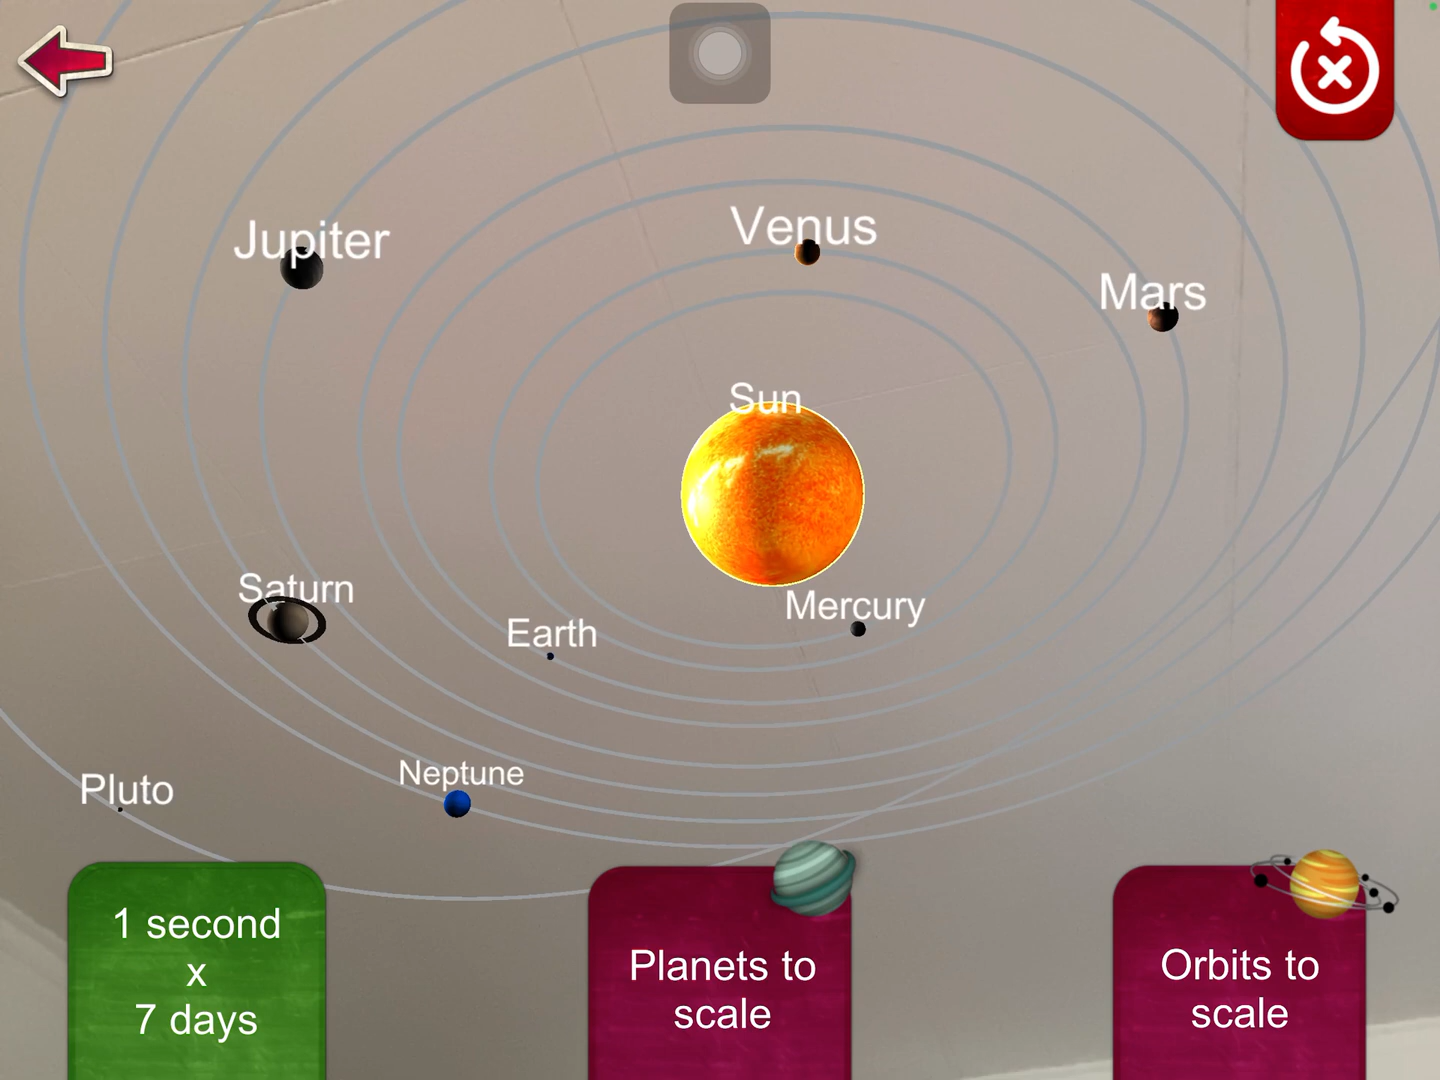 Jupiter
Venus
Mars
Sun
Saturn
Earth
Mercury
Pluto
Neptune
1 second
x
7 days
Planets to
scale
Orbits to
scale